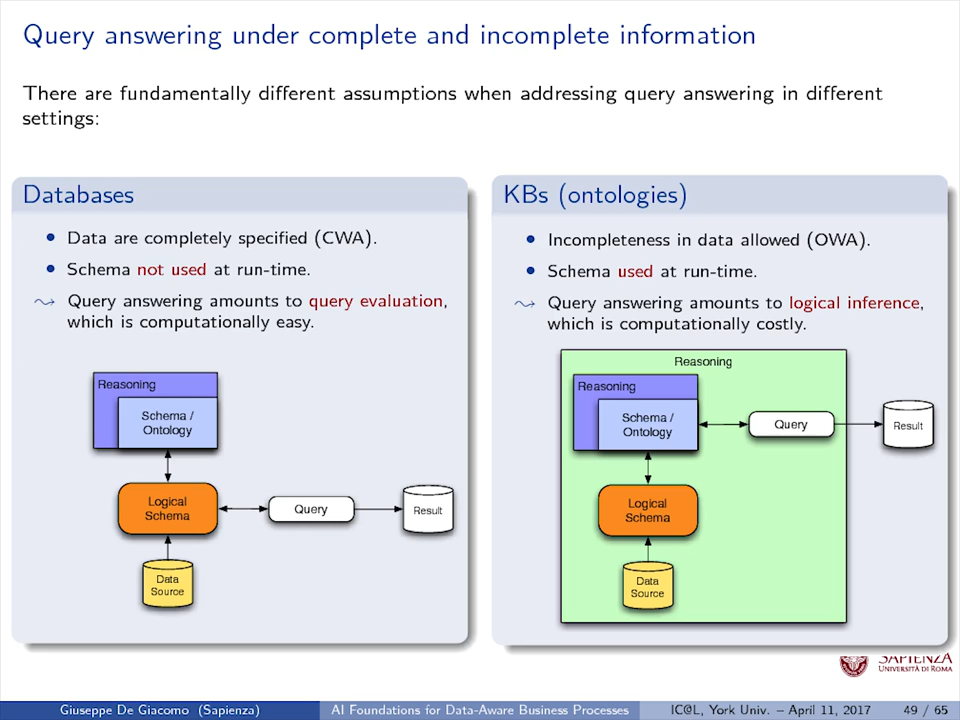 Query answering under complete and incomplete information
There are fundamentally different assumptions when addressing query answering in different
settings:
Databases
• Data are completely specified (CWA).
• Schema not used at run-time.
⤳ Query answering amounts to query evaluation,
which is computationally easy.
Reasoning
Schema /
Ontology
Logical
Schema
Query
Result
Data
Source
KBs (ontologies)
• Incompleteness in data allowed (OWA).
• Schema used at run-time.
⤳ Query answering amounts to logical inference,
which is computationally costly.
Reasoning
Reasoning
Schema /
Ontology
Query
Result
Logical
Schema
Data
Source
SAPIENZA
UNIVERSITÀ DI ROMA
Giuseppe De Giacomo (Sapienza)
AI Foundations for Data-Aware Business Processes
IC@L, York Univ. – April 11, 2017
49 / 65